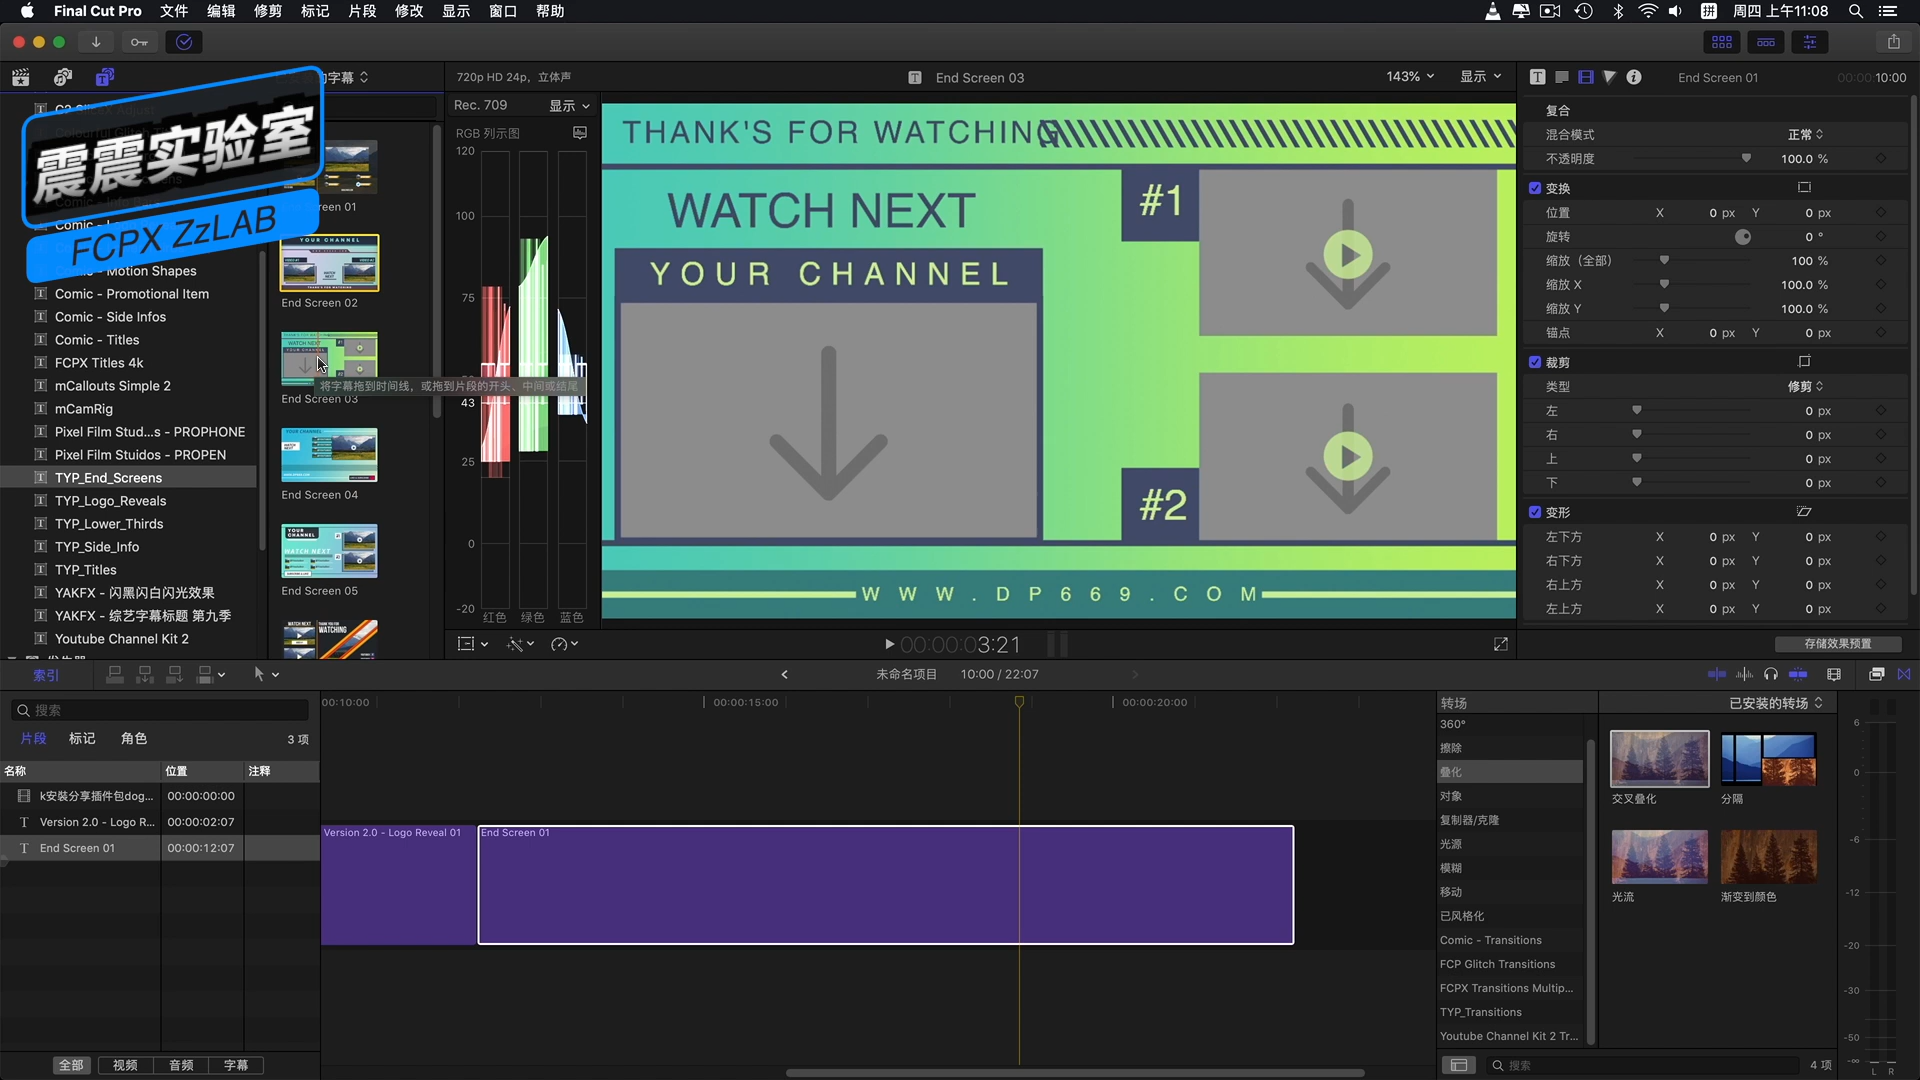 Final Cut Pro 文件 编辑 修剪 标记 片段 修改 显示 窗口 帮助
拼 周四 上午11:08
字幕
震震实验室
FCPX ZzLAB
Comic - Motion Shapes
Comic - Promotional Item
Comic - Side Infos
Comic - Titles
FCPX Titles 4k
mCallouts Simple 2
mCamRig
Pixel Film Stud...s - PROPHONE
Pixel Film Stuidos - PROPEN
TYP_End_Screens
TYP_Logo_Reveals
TYP_Lower_Thirds
TYP_Side_Info
TYP_Titles
YAKFX - 闪黑闪白闪光效果
YAKFX - 综艺字幕标题 第九季
Youtube Channel Kit 2
01
YOUR CHANNEL
End Screen 02
WATCH NEXT
YOUR CHANNEL
End Screen 03
将字幕拖到时间线，或拖到片段的开头、中间或结尾
End Screen 04
End Screen 05
720p HD 24p，立体声
End Screen 03
143%
显示
Rec. 709
显示
RGB 列示图
120
100
75
43
25
0
-20
红色 绿色 蓝色
THANK'S FOR WATCHING
WATCH NEXT
YOUR CHANNEL
#1
#2
WWW.DP669.COM
00:00:03:21
End Screen 01
00:00:10:00
复合
混合模式 正常
不透明度 100.0 %
变换
位置 X 0 px Y 0 px
旋转 0 °
缩放（全部） 100 %
缩放 X 100.0 %
缩放 Y 100.0 %
锚点 X 0 px Y 0 px
裁剪
类型 修剪
左 0 px
右 0 px
上 0 px
下 0 px
变形
左下方 X 0 px Y 0 px
右下方 X 0 px Y 0 px
右上方 X 0 px Y 0 px
左上方 X 0 px Y 0 px
存储效果预置
索引
未命名项目 10:00 / 22:07
搜索
片段 标记 角色 3 项
名称 位置 注释
k安裝分享插件包dog... 00:00:00:00
Version 2.0 - Logo R... 00:00:02:07
End Screen 01 00:00:12:07
全部 视频 音频 字幕
00:10:00
00:00:15:00
00:00:20:00
Version 2.0 - Logo Reveal 01
End Screen 01
转场
已安装的转场
360°
擦除
叠化
对象
复制器/克隆
光源
模糊
移动
已风格化
Comic - Transitions
FCP Glitch Transitions
FCPX Transitions Multip...
TYP_Transitions
Youtube Channel Kit 2 Tr...
交叉叠化
分隔
光流
渐变到颜色
搜索
4 项
6
0
-6
-12
-20
-30
-50
-∞
L R